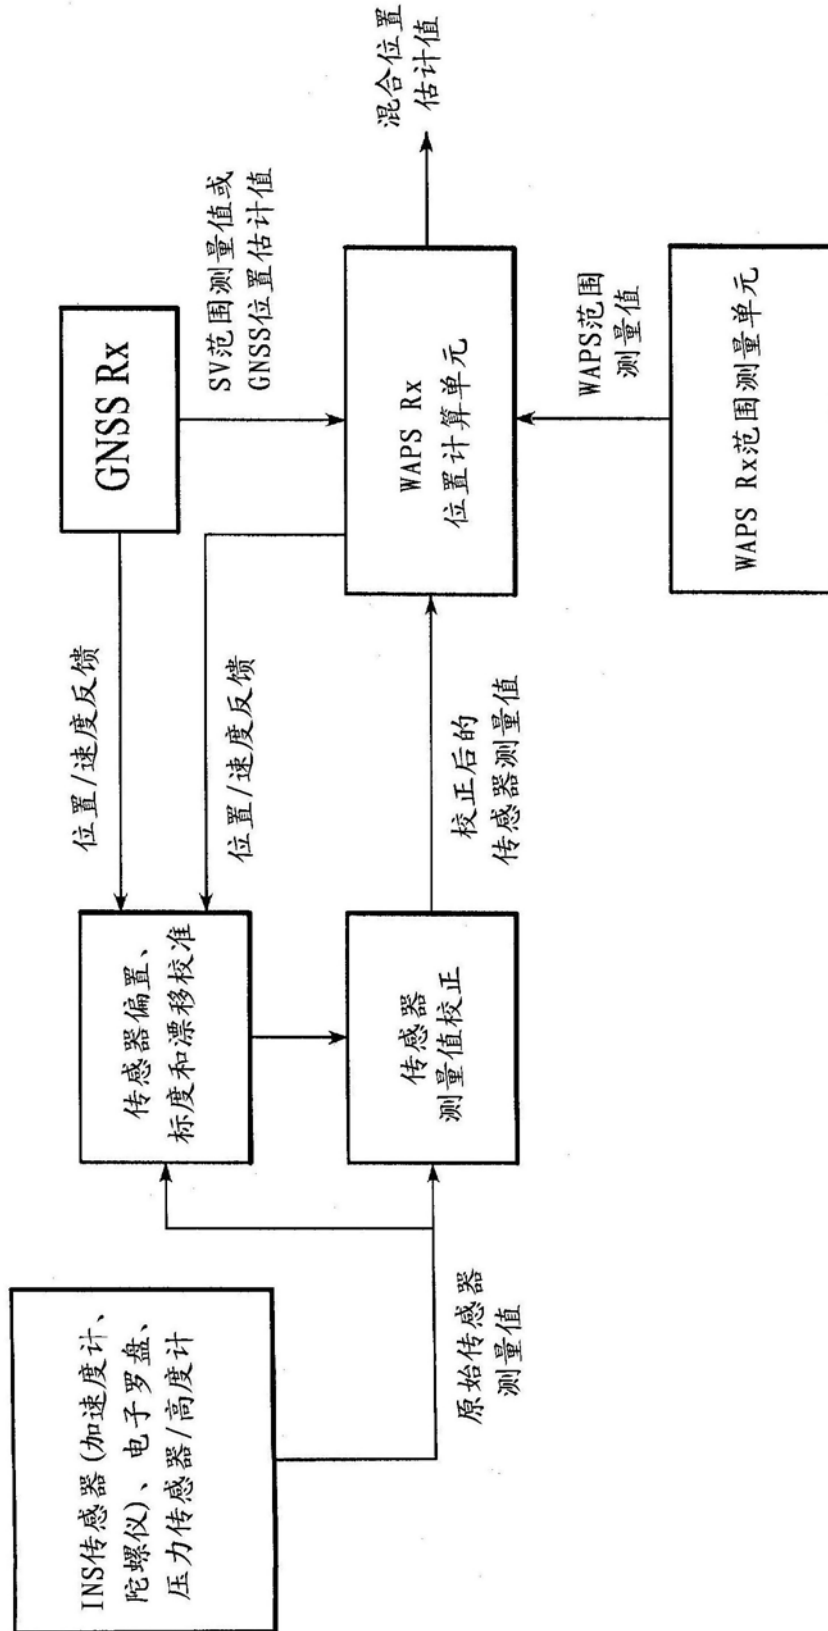 INS传感器(加速度计、
陀螺仪)、电子罗盘、
压力传感器/高度计
原始传感器
测量值
传感器偏置、
标度和漂移校准
传感器
测量值校正
位置/速度反馈
位置/速度反馈
校正后的
传感器测量值
GNSS Rx
SV范围测量值或
GNSS位置估计值
WAPS Rx
位置计算单元
混合位置
估计值
WAPS范围
测量值
WAPS Rx范围测量单元